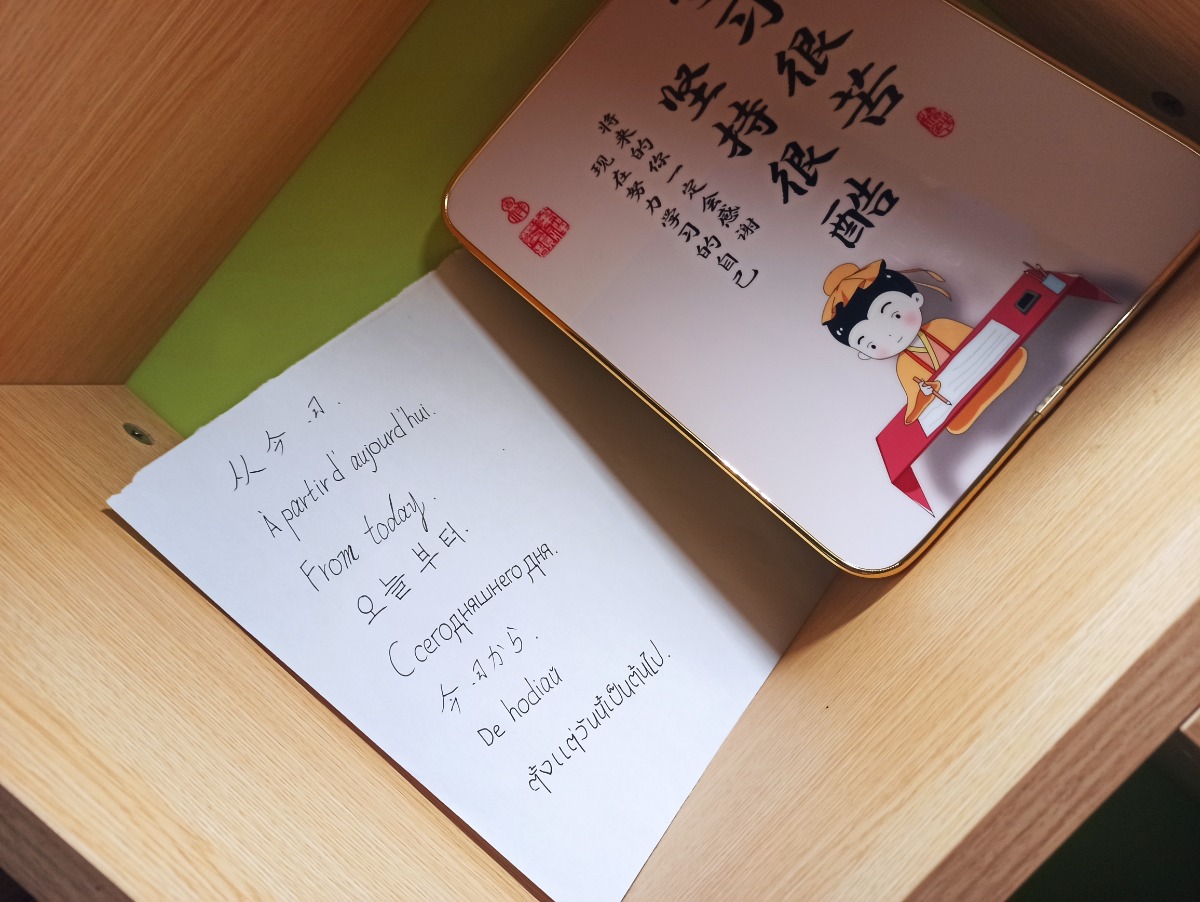 习很苦
坚持很酷
将来的你一定会感谢
现在努力学习的自己
从今日.
À partir d'aujourd'hui.
From today.
오늘부터.
С сегодняшнего дня.
今日から.
De hodiaŭ
ตั้งแต่วันนี้เป็นต้นไป.